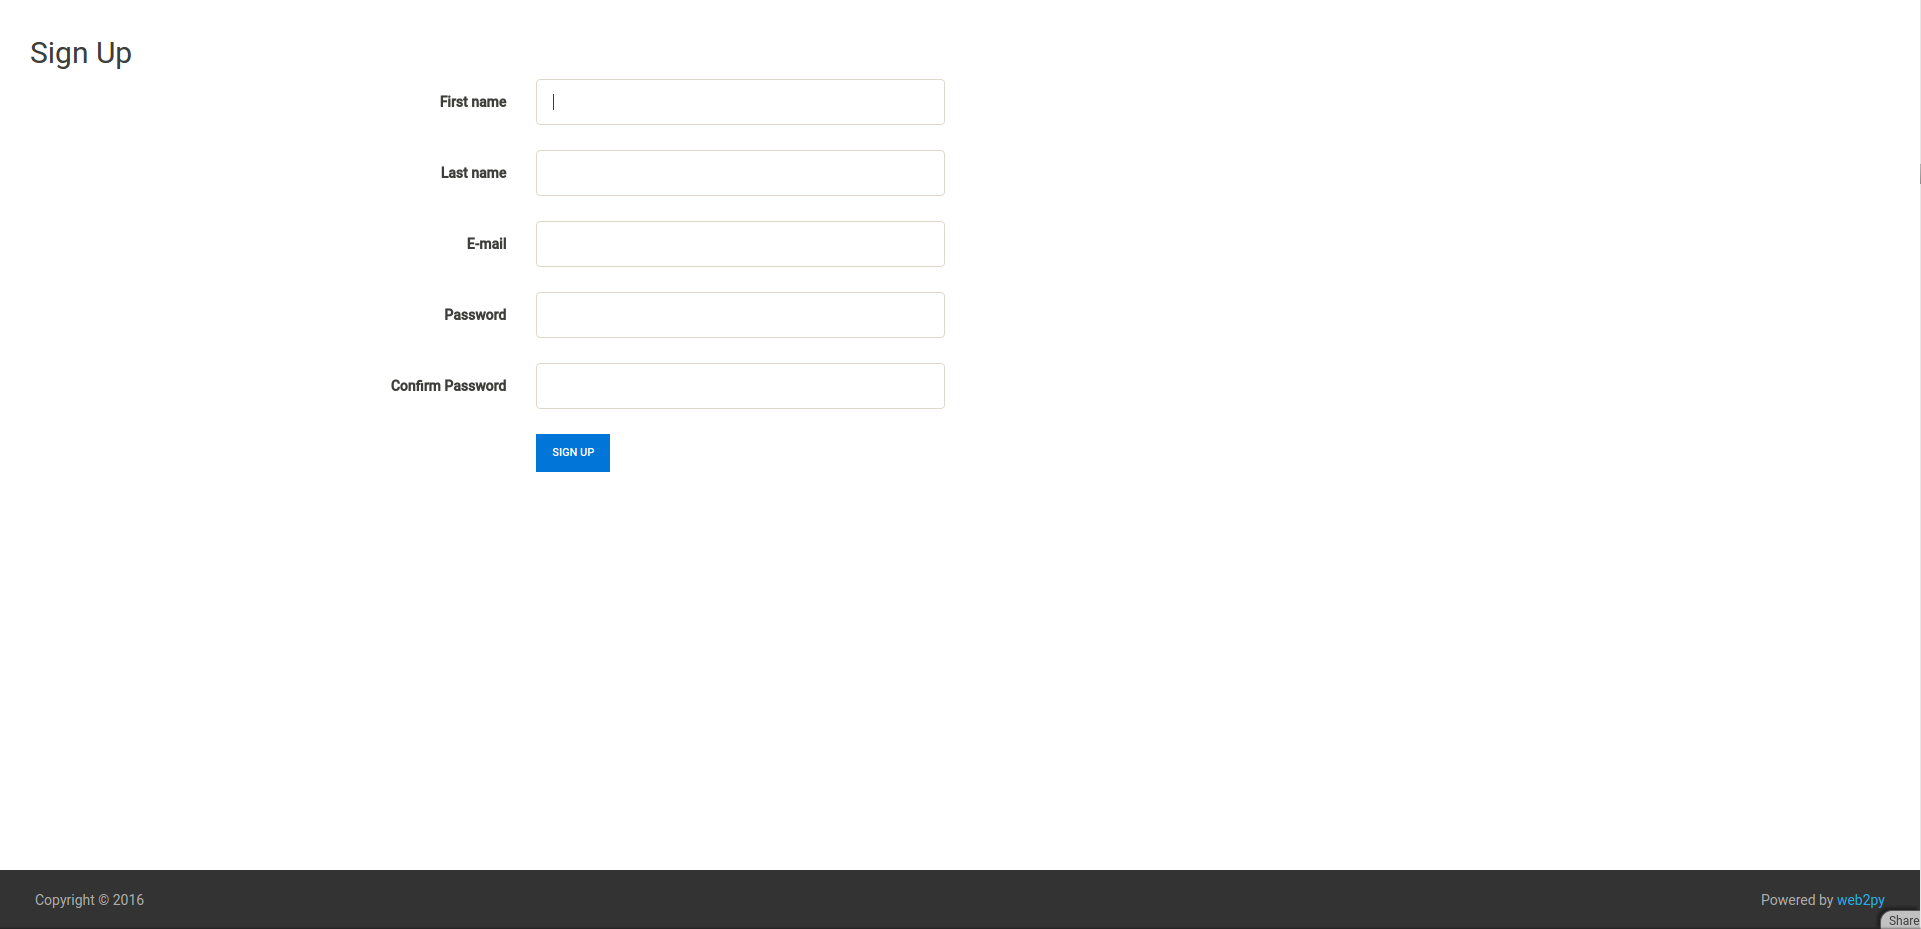 Sign Up
First name
Last name
E-mail
Password
Confirm Password
SIGN UP
Copyright © 2016
Powered by web2py
Share